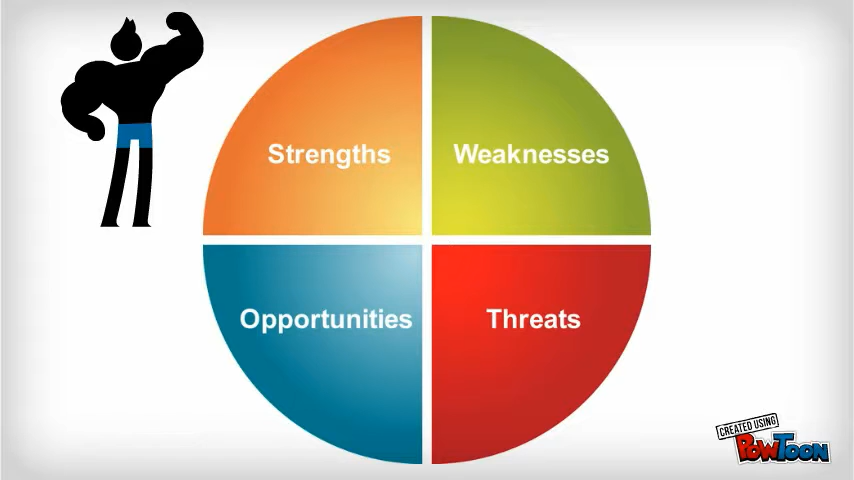 Strengths
Weaknesses
Opportunities
Threats
CREATED USING
POWTOON